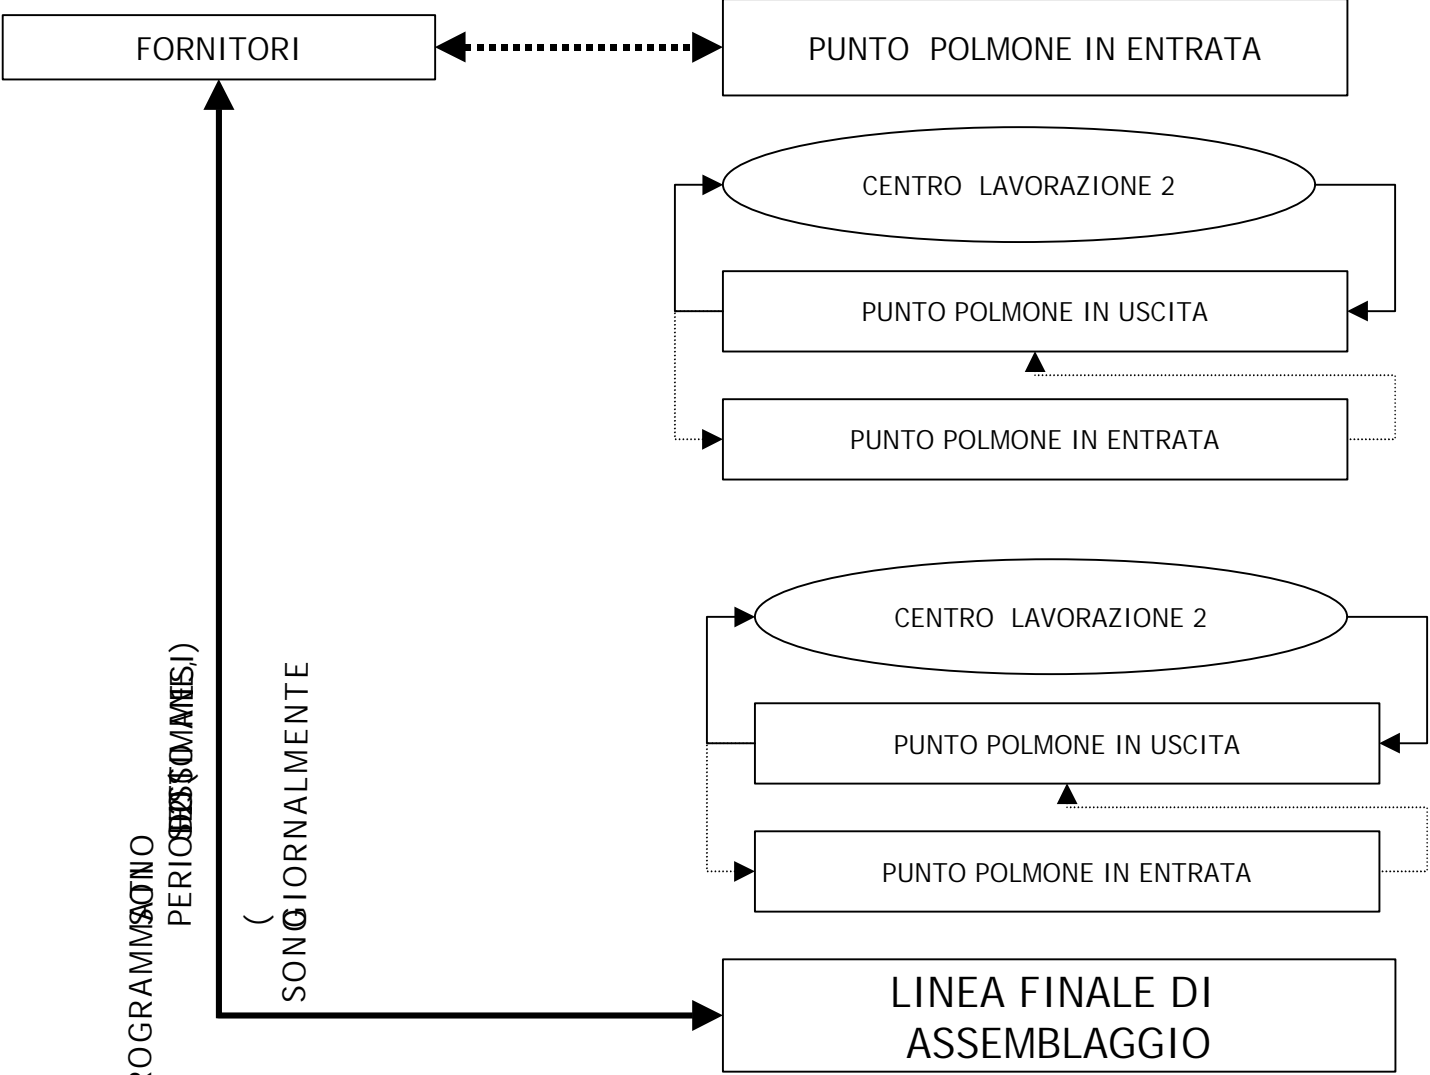 FORNITORI
PUNTO POLMONE IN ENTRATA
CENTRO LAVORAZIONE 2
PUNTO POLMONE IN USCITA
PUNTO POLMONE IN ENTRATA
CENTRO LAVORAZIONE 2
PUNTO POLMONE IN USCITA
PUNTO POLMONE IN ENTRATA
LINEA FINALE DI
ASSEMBLAGGIO
(
GIORNALMENTE